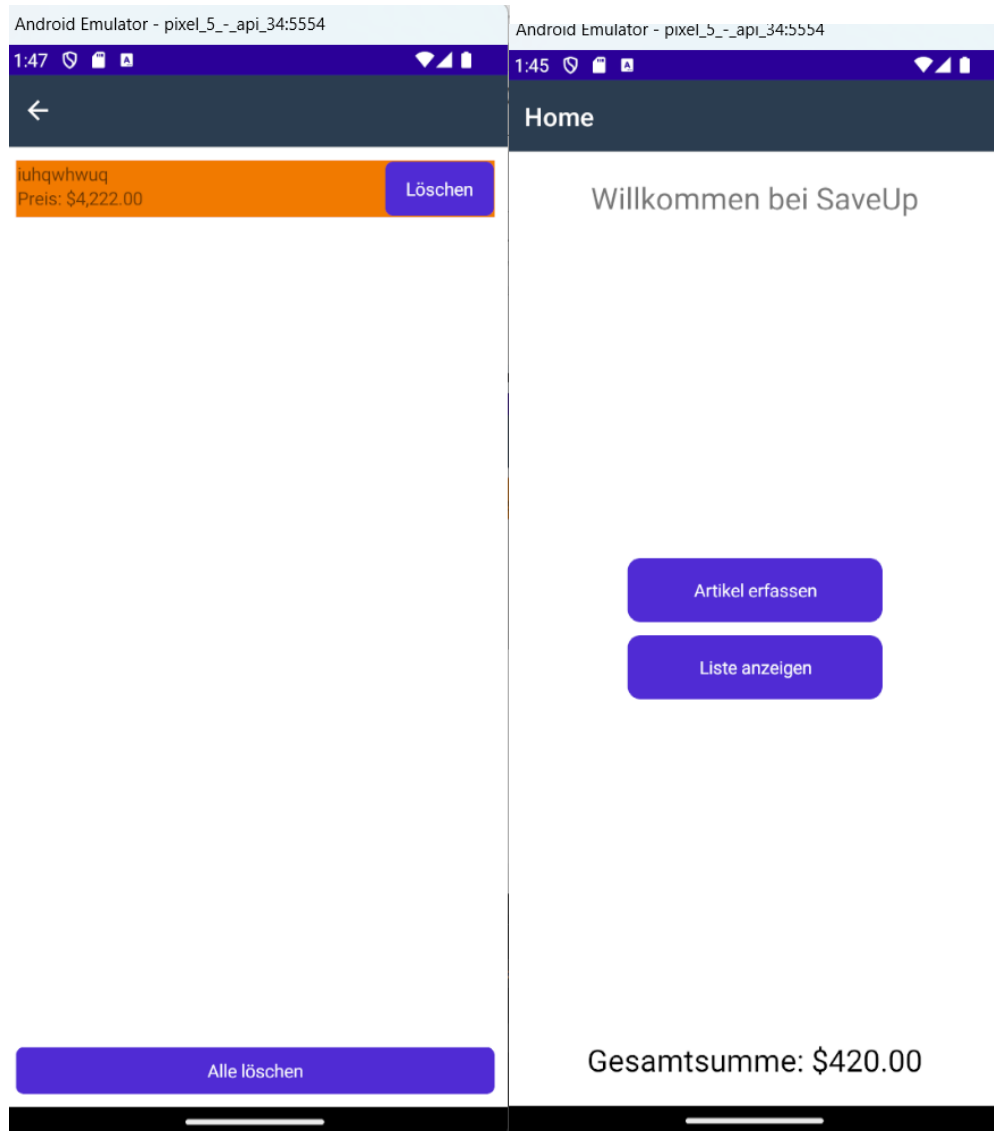 Android Emulator - pixel_5_-_api_34:5554
1:47
iuhqwhwuq
Preis: $4,222.00
Löschen
Alle löschen
Android Emulator - pixel_5_-_api_34:5554
1:45
Home
Willkommen bei SaveUp
Artikel erfassen
Liste anzeigen
Gesamtsumme: $420.00